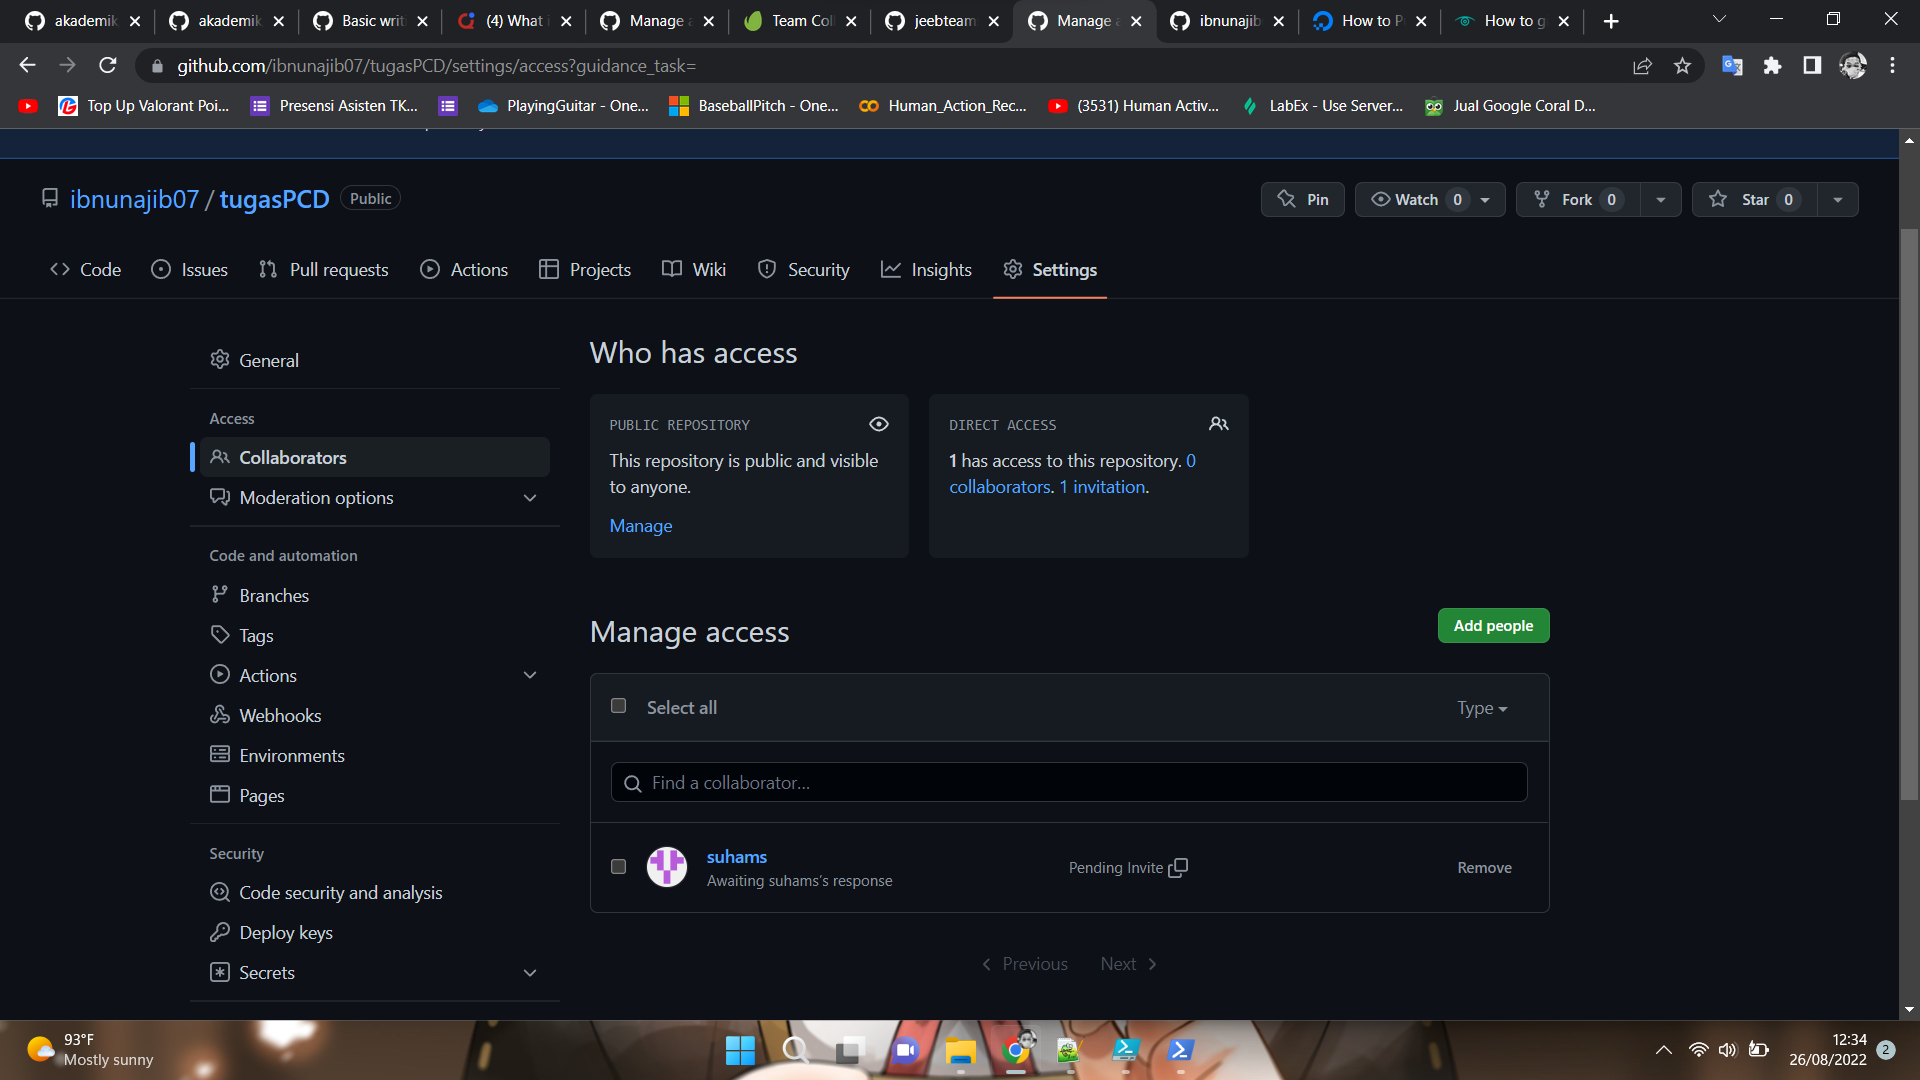 akademik
akademik
Basic writ
(4) What i
Manage a
Team Coll
jeebteam
Manage a
ibnunajib
How to P
How to g
github.com/ibnunajib07/tugasPCD/settings/access?guidance_task=
Top Up Valorant Poi...
Presensi Asisten TK...
PlayingGuitar - One...
BaseballPitch - One...
Human_Action_Rec...
(3531) Human Activ...
LabEx - Use Server...
Jual Google Coral D...
ibnunajib07 / tugasPCD Public
Pin
Watch 0
Fork 0
Star 0
Code
Issues
Pull requests
Actions
Projects
Wiki
Security
Insights
Settings
General
Access
Collaborators
Moderation options
Code and automation
Branches
Tags
Actions
Webhooks
Environments
Pages
Security
Code security and analysis
Deploy keys
Secrets
Who has access
PUBLIC REPOSITORY
This repository is public and visible
to anyone.
Manage
DIRECT ACCESS
1 has access to this repository. 0
collaborators. 1 invitation.
Manage access
Add people
Select all
Type
Find a collaborator...
suhams
Awaiting suhams's response
Pending Invite
Remove
Previous
Next
93°F
Mostly sunny
12:34
26/08/2022
2